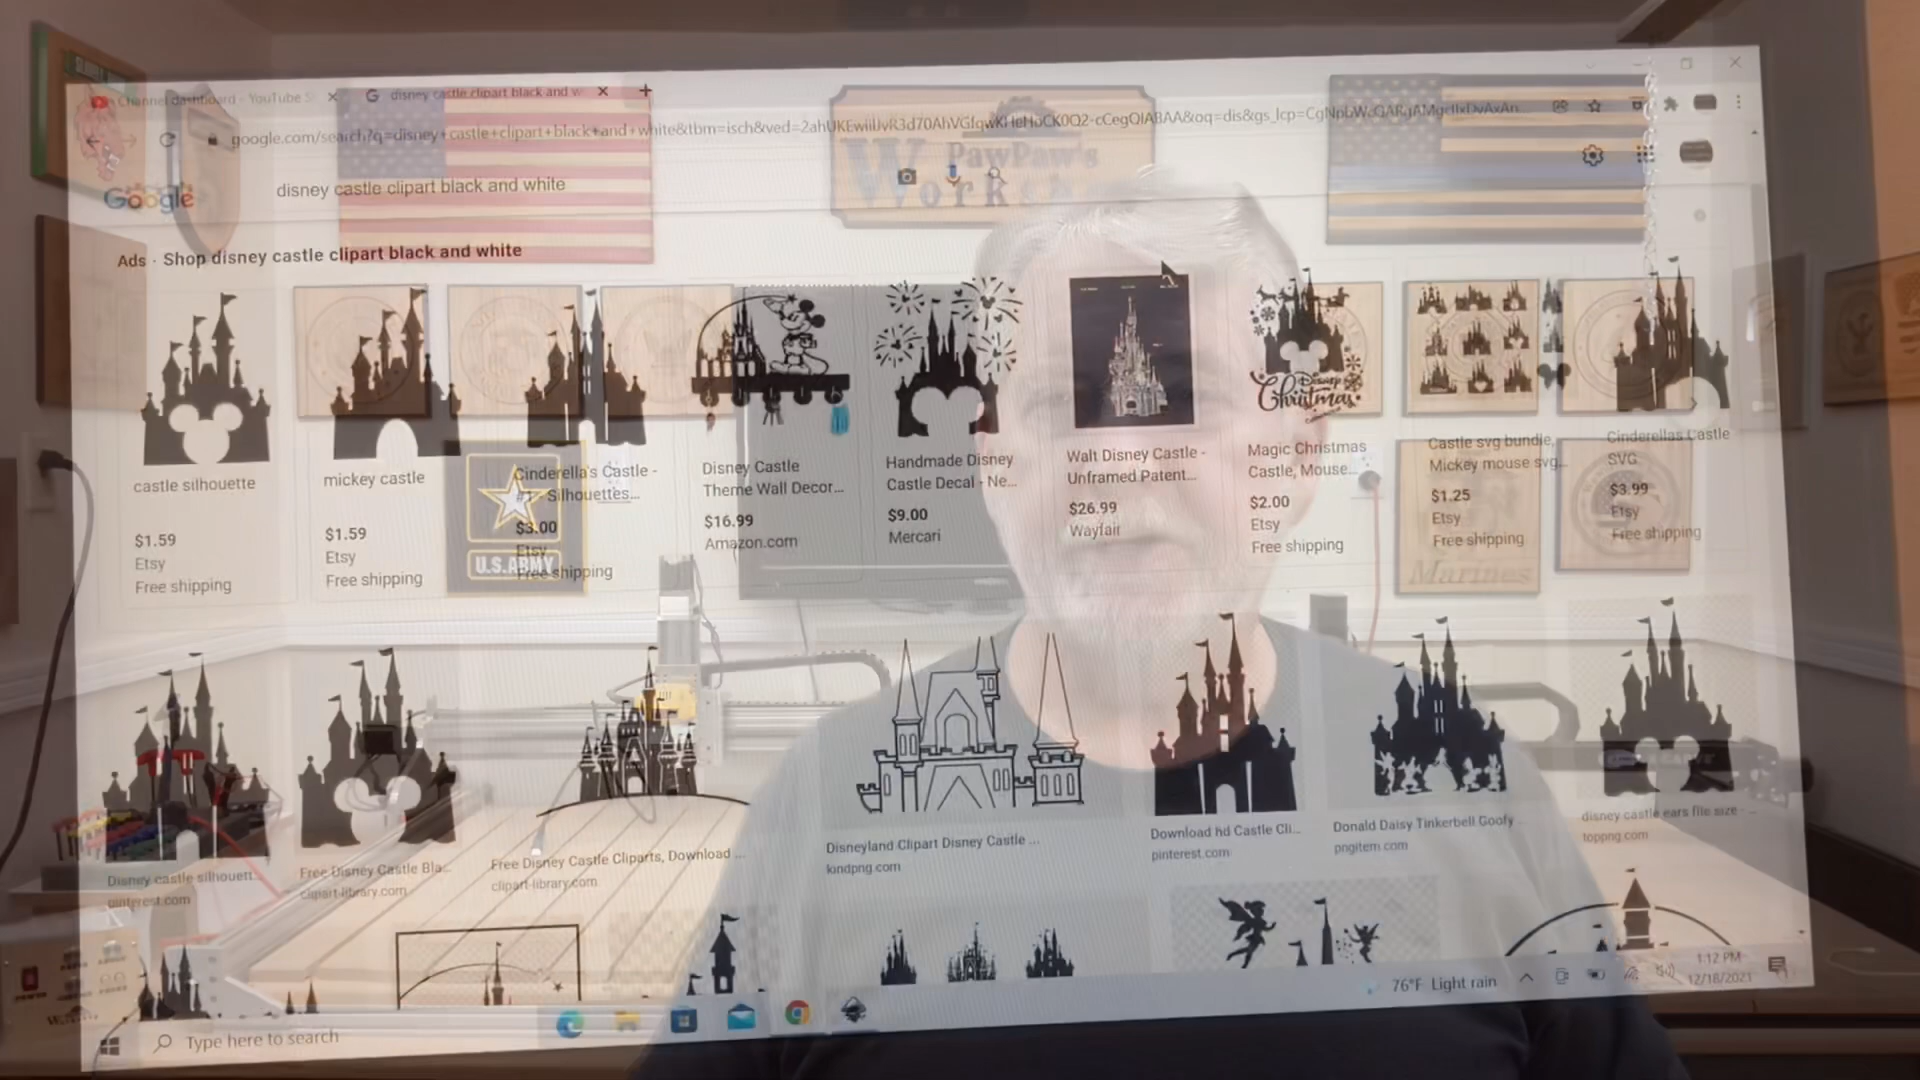 Channel dashboard - YouTube S
disney castle clipart black and w
google.com/search?q=disney+castle+clipart+black+and+white&tbm=isch&ved=
Google
disney castle clipart black and white
PawPaw's
Ads · Shop disney castle clipart black and white
Disney
Christmas
castle silhouette
$1.59
Etsy
Free shipping
mickey castle
$1.59
Etsy
Free shipping
Cinderella's Castle -
#1 - Silhouettes...
$3.00
Etsy
Free shipping
U.S.ARMY
Disney Castle
Theme Wall Decor...
$16.99
Amazon.com
Handmade Disney
Castle Decal - Ne...
$9.00
Mercari
Walt Disney Castle -
Unframed Patent...
$26.99
Wayfair
Magic Christmas
Castle, Mouse...
$2.00
Etsy
Free shipping
Castle svg bundle,
Mickey mouse svg...
$1.25
Etsy
Free shipping
Cinderellas Castle
SVG
$3.99
Etsy
Free shipping
Marines
Disney castle silhouett...
pinterest.com
Free Disney Castle Bla...
clipart-library.com
Free Disney Castle Cliparts, Download ...
clipart-library.com
Disneyland Clipart Disney Castle ...
kindpng.com
Download hd Castle Cli...
pinterest.com
Donald Daisy Tinkerbell Goofy ...
pngitem.com
disney castle ears file size - ...
toppng.com
Type here to search
76°F Light rain
1:12 PM
12/18/2021